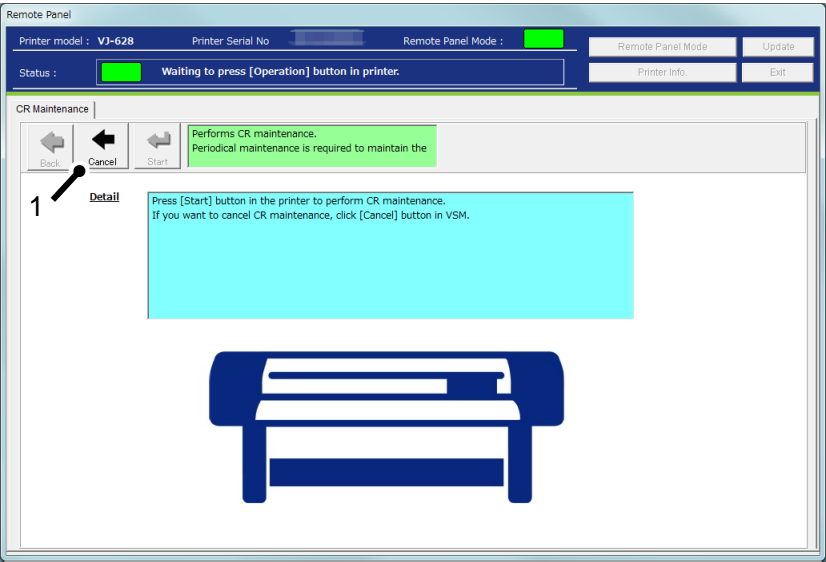 Remote Panel
Printer model : VJ-628 Printer Serial No Remote Panel Mode :
Remote Panel Mode Update
Status : Waiting to press [Operation] button in printer.
Printer Info. Exit
CR Maintenance
Back Cancel Start
Performs CR maintenance.
Periodical maintenance is required to maintain the
1
Detail
Press [Start] button in the printer to perform CR maintenance.
If you want to cancel CR maintenance, click [Cancel] button in VSM.